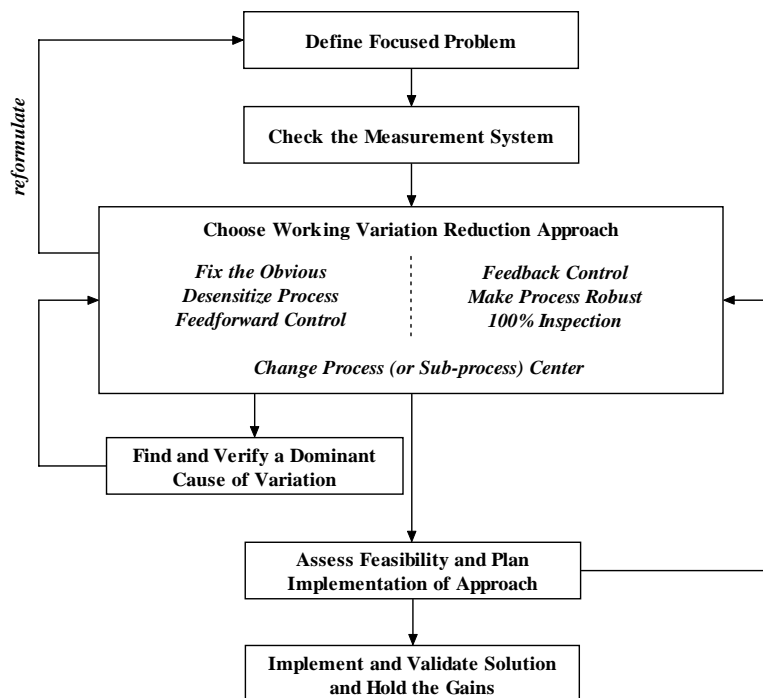 Define Focused Problem
reformulate
Check the Measurement System
Choose Working Variation Reduction Approach
Fix the Obvious
Desensitize Process
Feedforward Control
Feedback Control
Make Process Robust
100% Inspection
Change Process (or Sub-process) Center
Find and Verify a Dominant
Cause of Variation
Assess Feasibility and Plan
Implementation of Approach
Implement and Validate Solution
and Hold the Gains